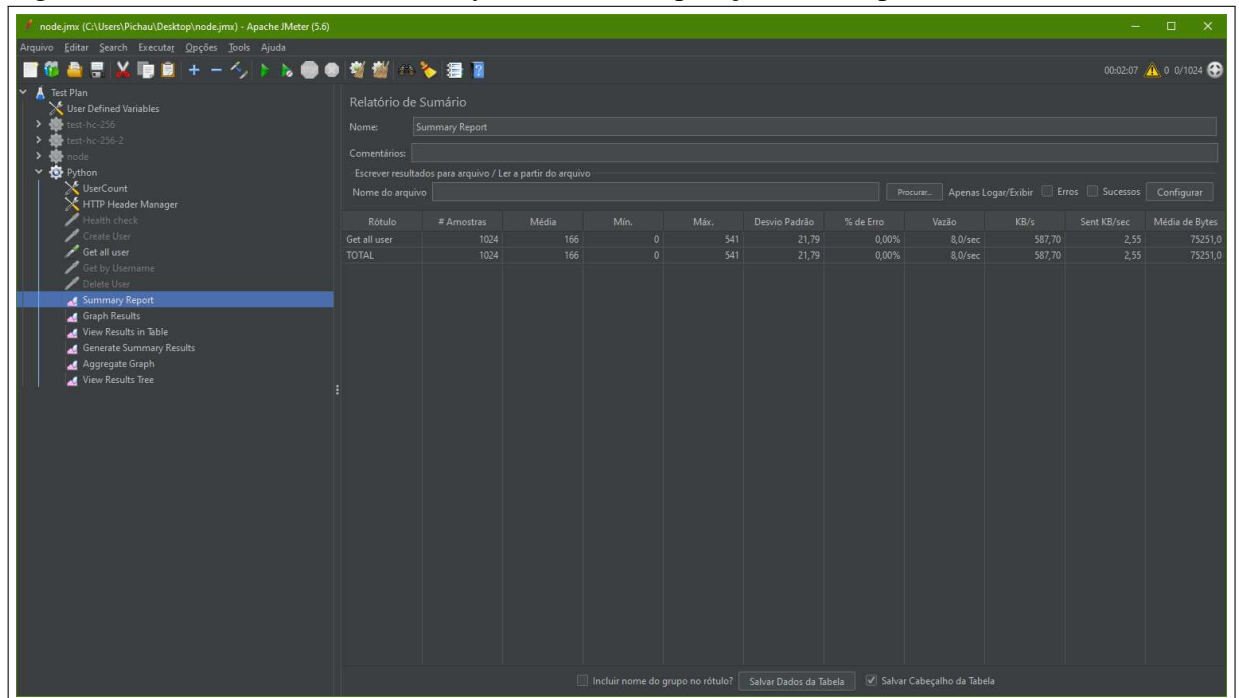 node.jmx (C:\Users\Pichau\Desktop\node.jmx) - Apache JMeter (5.6)
Arquivo Editar Search Executar Opções Tools Ajuda
00:02:07 0 0/1024
Test Plan
User Defined Variables
test-hc-256
test-hc-256-2
node
Python
UserCount
HTTP Header Manager
Health check
Create User
Get all user
Get by Username
Delete User
Summary Report
Graph Results
View Results in Table
Generate Summary Results
Aggregate Graph
View Results Tree
Relatório de Sumário
Nome: Summary Report
Comentários:
Escrever resultados para arquivo / Ler a partir do arquivo
Nome do arquivo Procurar... Apenas Logar/Exibir Erros Sucessos Configurar
Rótulo # Amostras Média Mín. Máx. Desvio Padrão % de Erro Vazão KB/s Sent KB/sec Média de Bytes
Get all user 1024 166 0 541 21,79 0,00% 8,0/sec 587,70 2,55 75251,0
TOTAL 1024 166 0 541 21,79 0,00% 8,0/sec 587,70 2,55 75251,0
Incluir nome do grupo no rótulo? Salvar Dados da Tabela Salvar Cabeçalho da Tabela